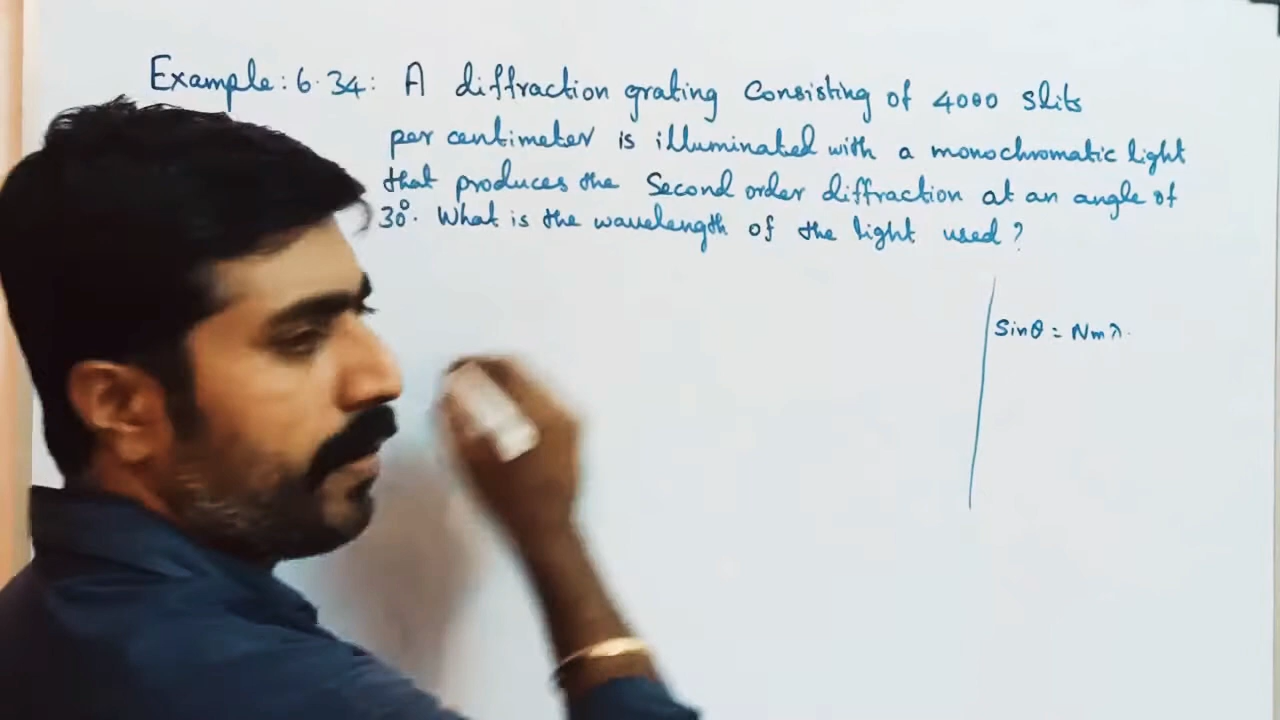 Example: 6.34: A diffraction grating consisting of 4000 slits
per centimeter is illuminated with a monochromatic light
that produces the second order diffraction at an angle of
30°. What is the wavelength of the light used?
Sinθ = Nmλ.